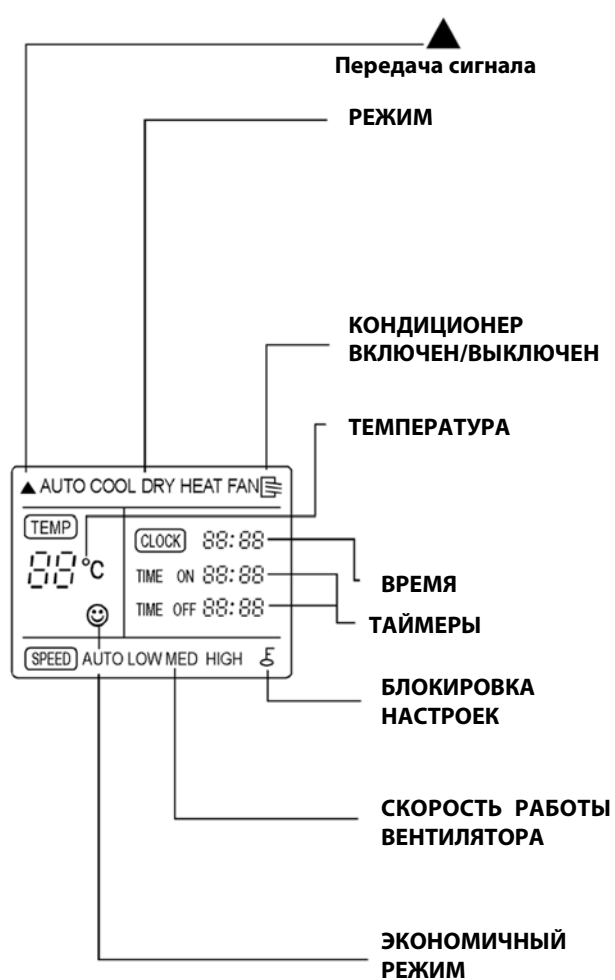 Передача сигнала
РЕЖИМ
КОНДИЦИОНЕР
ВКЛЮЧЕН/ВЫКЛЮЧЕН
ТЕМПЕРАТУРА
AUTO COOL DRY HEAT FAN
TEMP
88°C
CLOCK 88:88
TIME ON 88:88
TIME OFF 88:88
ВРЕМЯ
ТАЙМЕРЫ
SPEED AUTO LOW MED HIGH
БЛОКИРОВКА
НАСТРОЕК
СКОРОСТЬ РАБОТЫ
ВЕНТИЛЯТОРА
ЭКОНОМИЧНЫЙ
РЕЖИМ